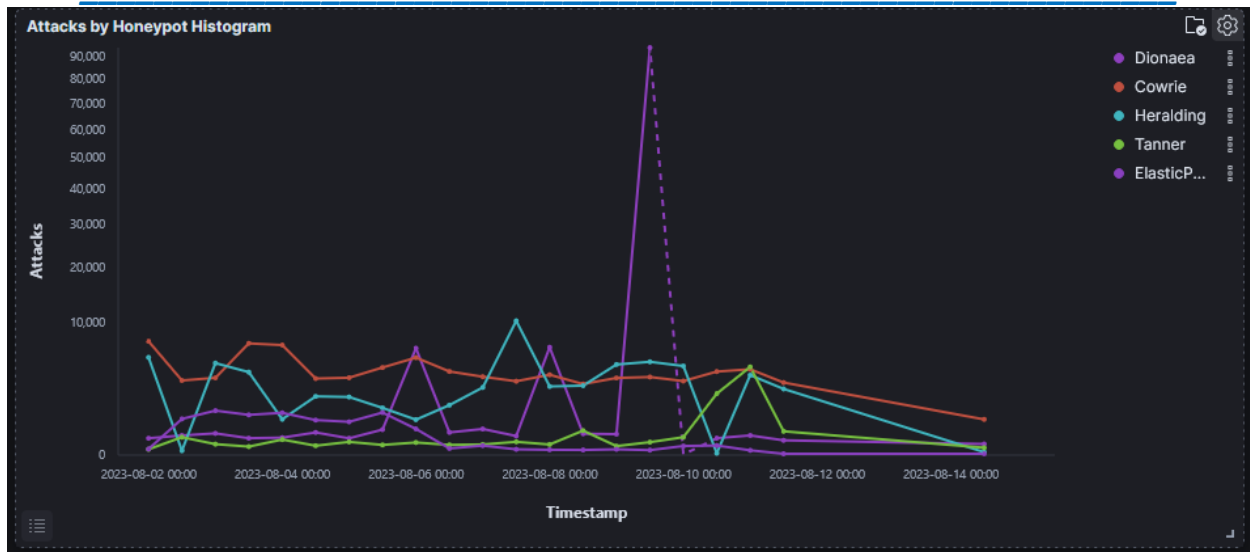 Attacks by Honeypot Histogram
90,000
80,000
70,000
60,000
50,000
40,000
30,000
20,000
10,000
0
Attacks
2023-08-02 00:00
2023-08-04 00:00
2023-08-06 00:00
2023-08-08 00:00
2023-08-10 00:00
2023-08-12 00:00
2023-08-14 00:00
Timestamp
Dionaea
Cowrie
Heralding
Tanner
ElasticP...